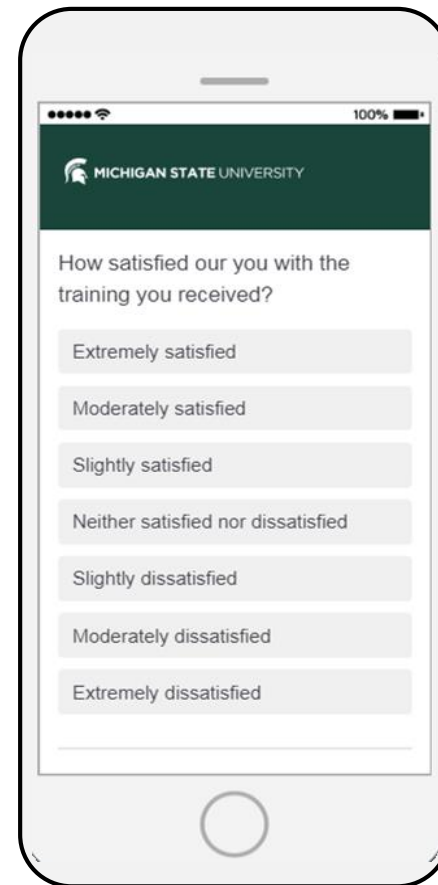 100%
MICHIGAN STATE UNIVERSITY
How satisfied our you with the
training you received?
Extremely satisfied
Moderately satisfied
Slightly satisfied
Neither satisfied nor dissatisfied
Slightly dissatisfied
Moderately dissatisfied
Extremely dissatisfied